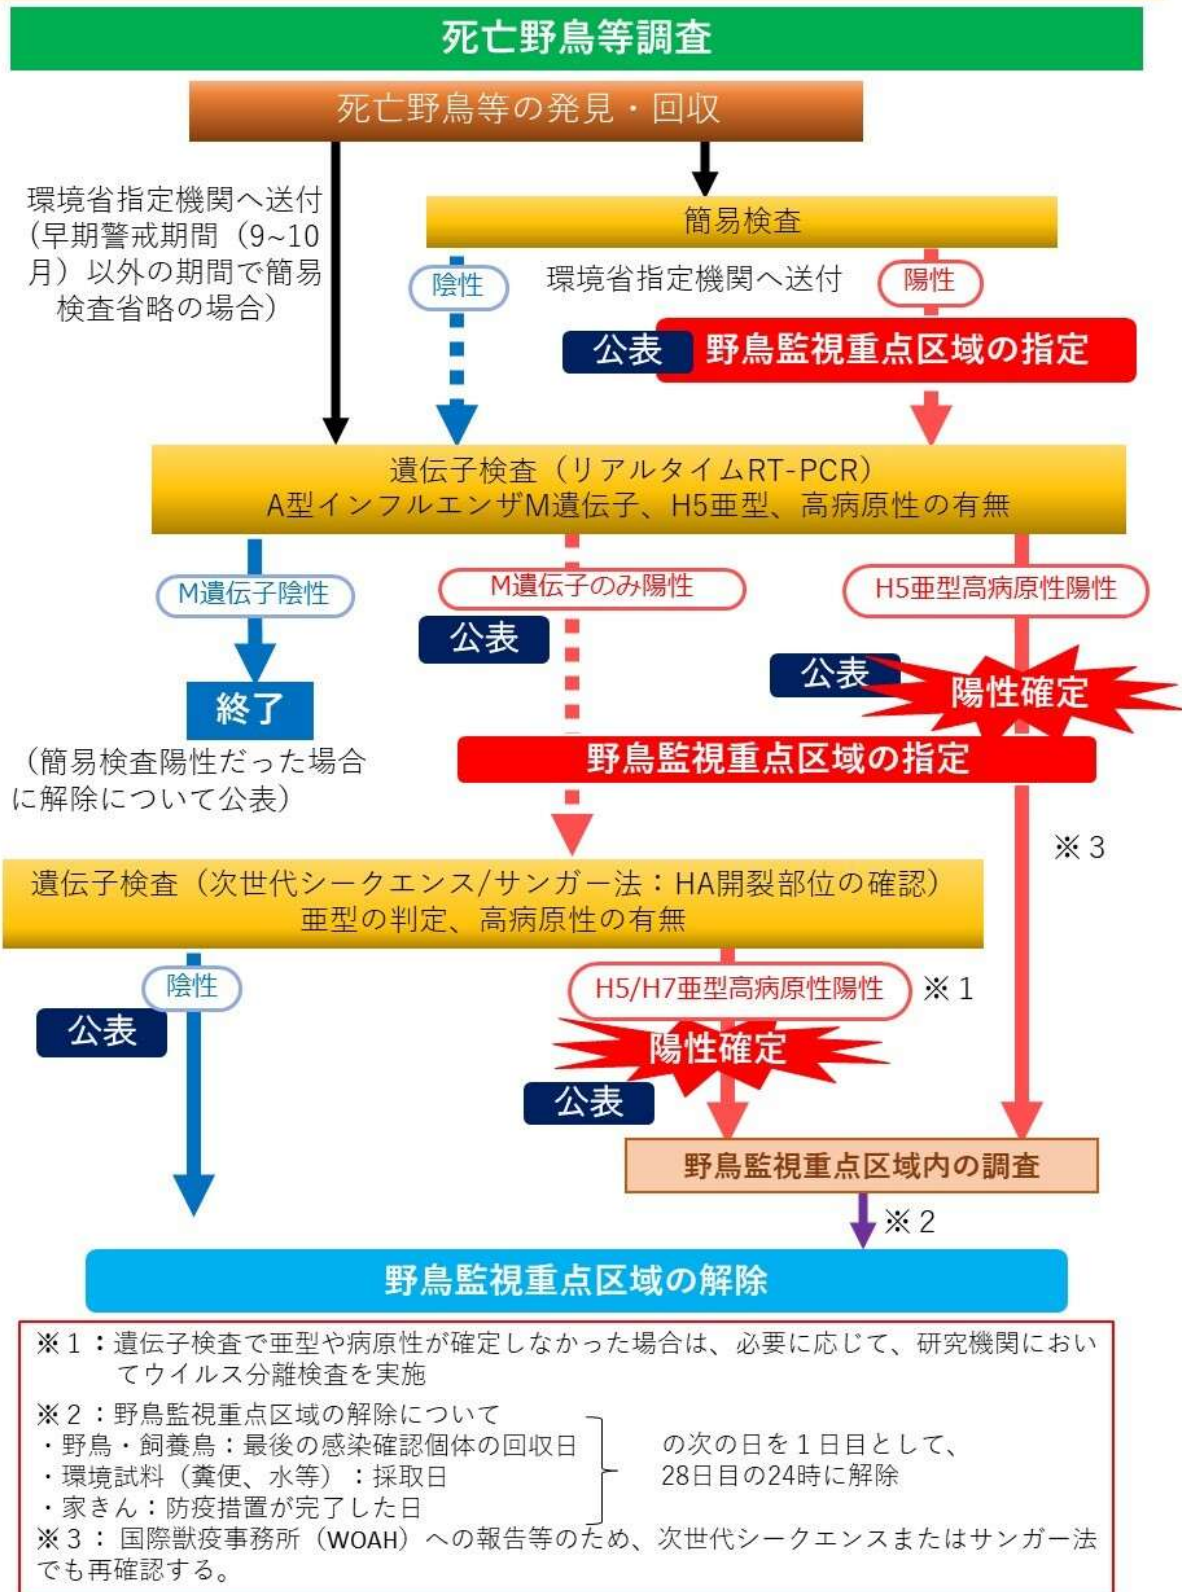 死亡野鳥等調査
死亡野鳥等の発見・回収
環境省指定機関へ送付
(早期警戒期間（9~10
月）以外の期間で簡易
検査省略の場合)
簡易検査
陰性
環境省指定機関へ送付
陽性
公表
野鳥監視重点区域の指定
遺伝子検査（リアルタイムRT-PCR）
A型インフルエンザM遺伝子、H5亜型、高病原性の有無
M遺伝子陰性
M遺伝子のみ陽性
H5亜型高病原性陽性
公表
公表
陽性確定
終了
（簡易検査陽性だった場合
に解除について公表）
野鳥監視重点区域の指定
※３
遺伝子検査（次世代シークエンス/サンガー法：HA開裂部位の確認）
亜型の判定、高病原性の有無
陰性
H5/H7亜型高病原性陽性
※１
公表
陽性確定
公表
野鳥監視重点区域内の調査
※２
野鳥監視重点区域の解除
※１：遺伝子検査で亜型や病原性が確定しなかった場合は、必要に応じて、研究機関におい
てウイルス分離検査を実施
※２：野鳥監視重点区域の解除について
・野鳥・飼養鳥：最後の感染確認個体の回収日
・環境試料（糞便、水等）：採取日
・家きん：防疫措置が完了した日
の次の日を１日目として、
28日目の24時に解除
※３：国際獣疫事務所（WOAH）への報告等のため、次世代シークエンスまたはサンガー法
でも再確認する。